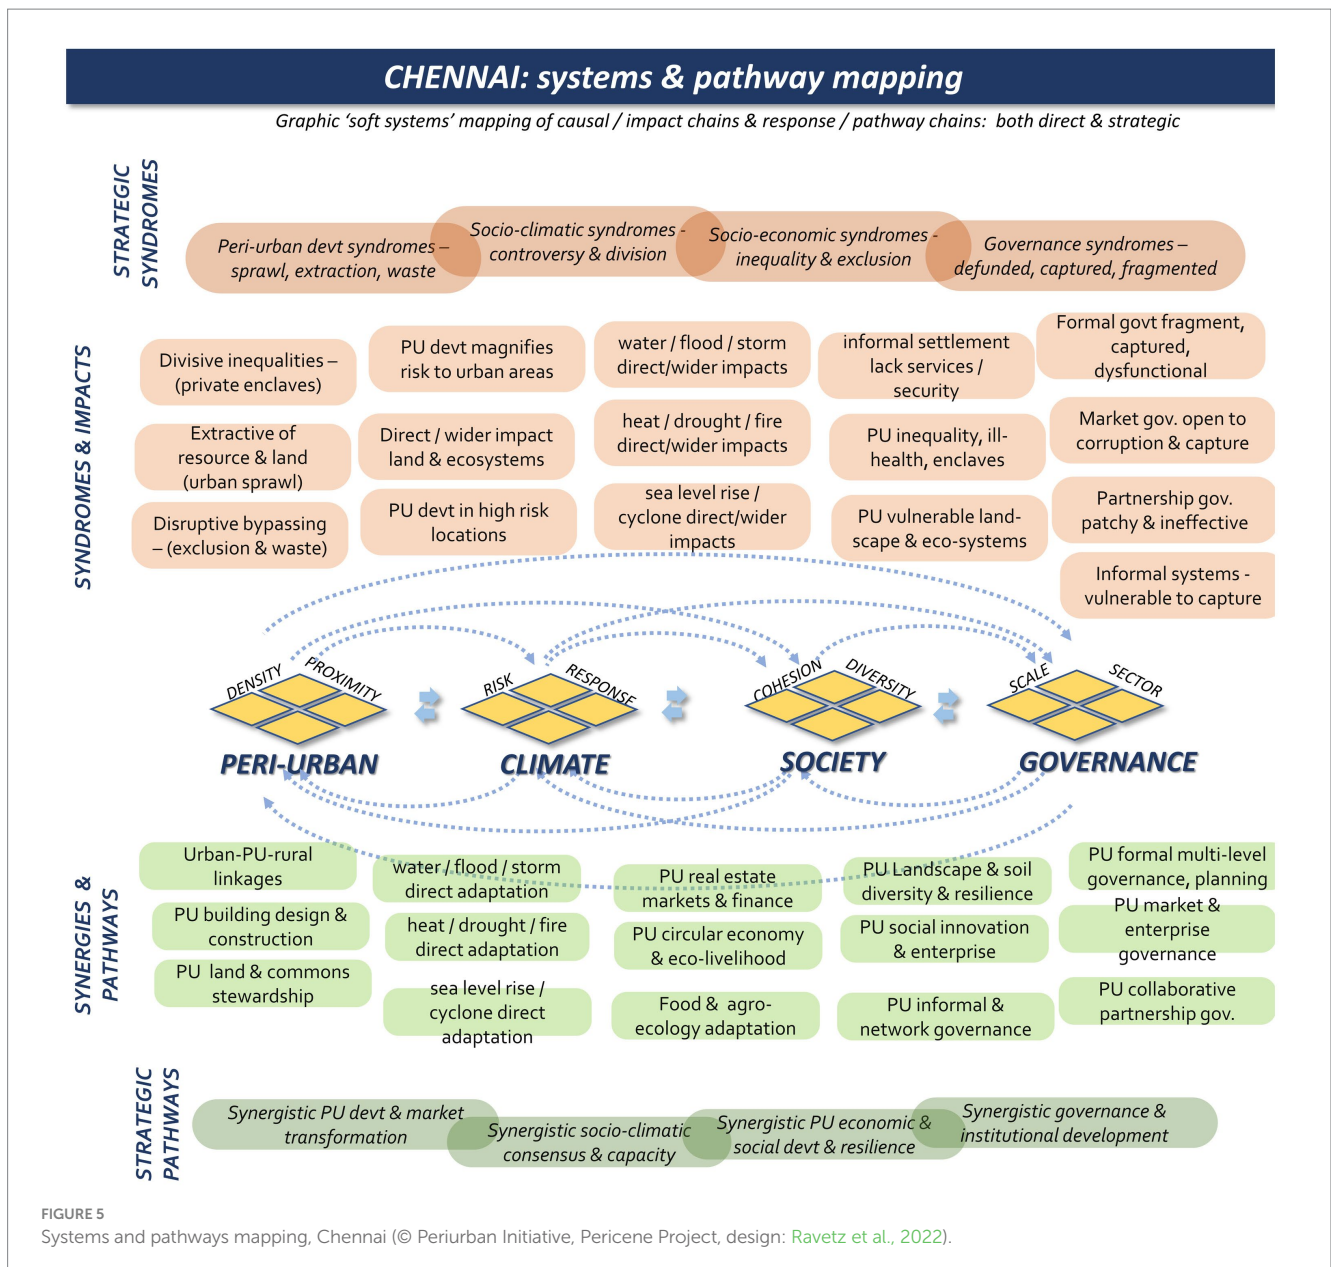 CHENNAI: systems & pathway mapping
Graphic ‘soft systems’ mapping of causal / impact chains & response / pathway chains: both direct & strategic
STRATEGIC
SYNDROMES
Peri-urban devt syndromes –
sprawl, extraction, waste
Socio-climatic syndromes -
controversy & division
Socio-economic syndromes -
inequality & exclusion
Governance syndromes –
defunded, captured, fragmented
SYNDROMES & IMPACTS
Divisive inequalities –
(private enclaves)
Extractive of
resource & land
(urban sprawl)
Disruptive bypassing
– (exclusion & waste)
PU devt magnifies
risk to urban areas
Direct / wider impact
land & ecosystems
PU devt in high risk
locations
water / flood / storm
direct/wider impacts
heat / drought / fire
direct/wider impacts
sea level rise /
cyclone direct/wider
impacts
informal settlement
lack services /
security
PU inequality, ill-
health, enclaves
PU vulnerable land-
scape & eco-systems
Formal govt fragment,
captured,
dysfunctional
Market gov. open to
corruption & capture
Partnership gov.
patchy & ineffective
Informal systems -
vulnerable to capture
DENSITY
PROXIMITY
PERI-URBAN
RISK
RESPONSE
CLIMATE
COHESION
DIVERSITY
SOCIETY
SCALE
SECTOR
GOVERNANCE
SYNERGIES &
PATHWAYS
Urban-PU-rural
linkages
PU building design &
construction
PU land & commons
stewardship
water / flood / storm
direct adaptation
heat / drought / fire
direct adaptation
sea level rise /
cyclone direct
adaptation
PU real estate
markets & finance
PU circular economy
& eco-livelihood
Food & agro-
ecology adaptation
PU Landscape & soil
diversity & resilience
PU social innovation
& enterprise
PU informal &
network governance
PU formal multi-level
governance, planning
PU market &
enterprise
governance
PU collaborative
partnership gov.
STRATEGIC
PATHWAYS
Synergistic PU devt & market
transformation
Synergistic socio-climatic
consensus & capacity
Synergistic PU economic &
social devt & resilience
Synergistic governance &
institutional development
FIGURE 5
Systems and pathways mapping, Chennai (© Periurban Initiative, Pericene Project, design: Ravetz et al., 2022).